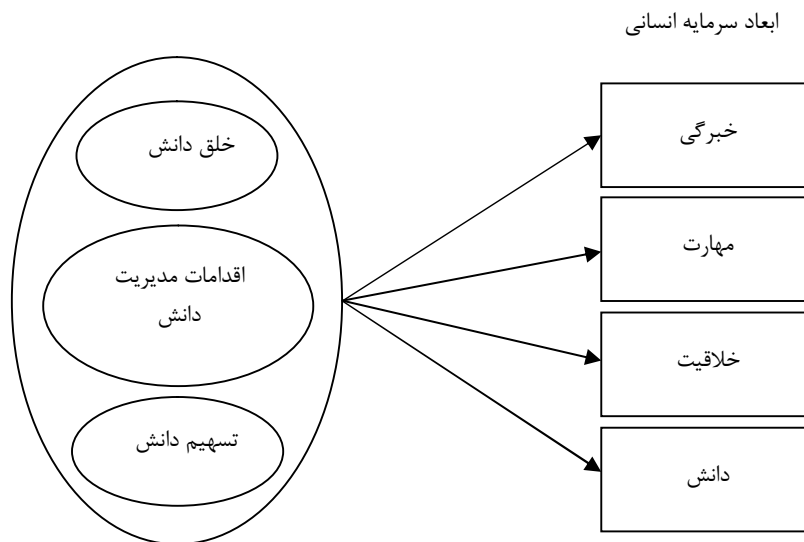 ابعاد سرمایه انسانی
خبرگی
خلق دانش
مهارت
اقدامات مدیریت
دانش
خلاقیت
تسهیم دانش
دانش